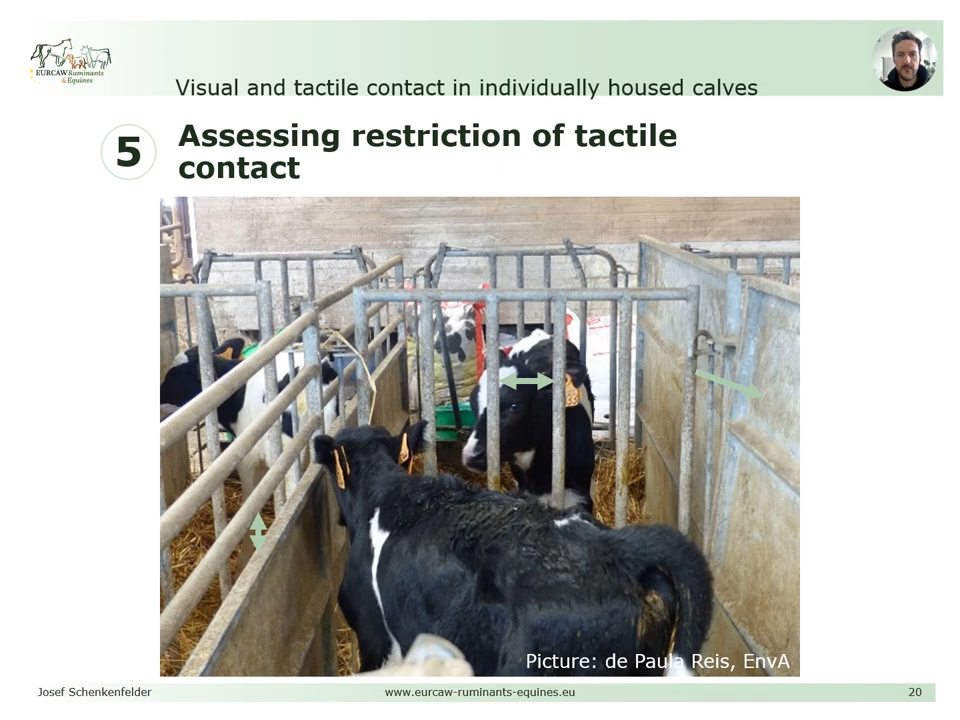 EURCAW Ruminants
& Equines
Visual and tactile contact in individually housed calves
5
Assessing restriction of tactile
contact
Picture: de Paula Reis, EnvA
Josef Schenkenfelder
www.eurcaw-ruminants-equines.eu
20